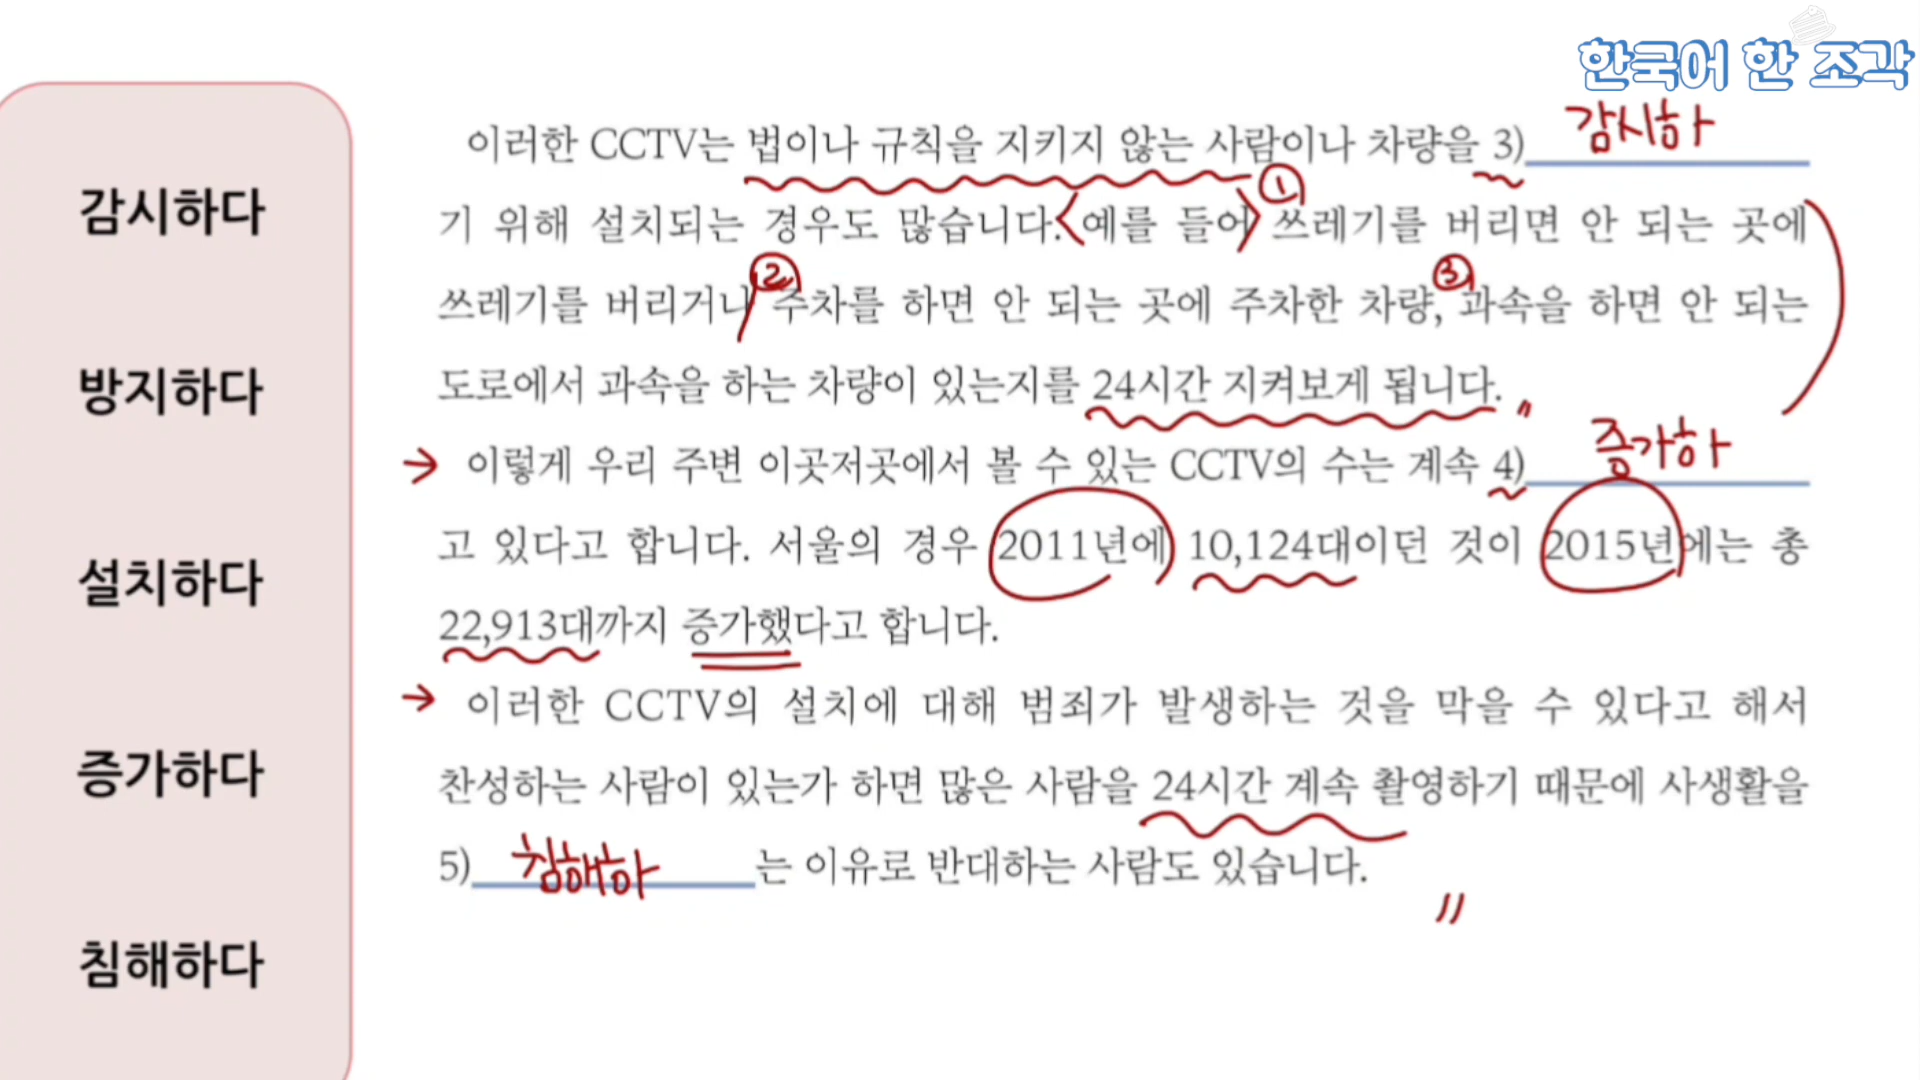 한국어 한 조각
감시하다
방지하다
설치하다
증가하다
침해하다
이러한 CCTV는 법이나 규칙을 지키지 않는 사람이나 차량을 3) 감시하
기 위해 설치되는 경우도 많습니다. <예를 들어> ① 쓰레기를 버리면 안 되는 곳에
쓰레기를 버리거나 / ② 주차를 하면 안 되는 곳에 주차한 차량, ③ 과속을 하면 안 되는
도로에서 과속을 하는 차량이 있는지를 24시간 지켜보게 됩니다.
→ 이렇게 우리 주변 이곳저곳에서 볼 수 있는 CCTV의 수는 계속 4) 증가하
고 있다고 합니다. 서울의 경우 2011년에 10,124대이던 것이 2015년에는 총
22,913대까지 증가했다고 합니다.
→ 이러한 CCTV의 설치에 대해 범죄가 발생하는 것을 막을 수 있다고 해서
찬성하는 사람이 있는가 하면 많은 사람을 24시간 계속 촬영하기 때문에 사생활을
5) 침해하 는 이유로 반대하는 사람도 있습니다.